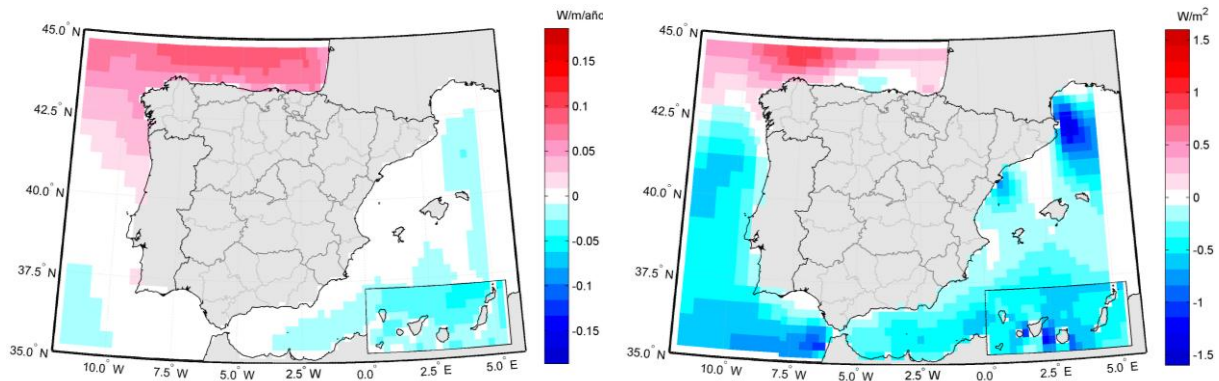 W/m/año
45.0° N
42.5° N
40.0° N
37.5° N
35.0° N
10.0° W
7.5° W
5.0° W
2.5° W
0.0°
2.5° E
5.0° E
0.15
0.1
0.05
0
-0.05
-0.1
-0.15
W/m²
45.0° N
42.5° N
40.0° N
37.5° N
35.0° N
10.0° W
7.5° W
5.0° W
2.5° W
0.0°
2.5° E
5.0° E
1.5
1
0.5
0
-0.5
-1
-1.5